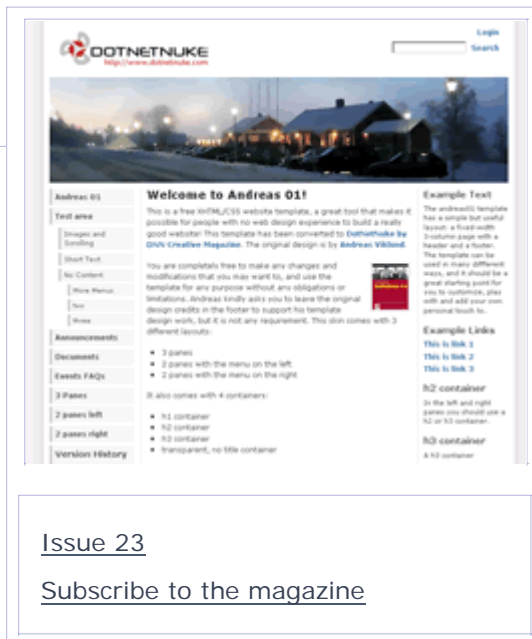 Login
DOTNETNUKE
http://www.dotnetnuke.com
Search
Andreas 01
Test area
Images and
Scrolling
Short Text
No Content
More Menus
two
three
Announcements
Documents
Events FAQs
3 Panes
2 panes left
2 panes right
Version History
Welcome to Andreas 01!
This is a free XHTML/CSS website template, a great tool that makes it
possible for people with no web design experience to build a really
good website! This template has been converted to DotNetNuke by
DNN Creative Magazine. The original design is by Andreas Viklund.
You are completely free to make any changes and
modifications that you may want to, and use the
template for any purpose without any obligations or
limitations. Andreas kindly asks you to leave the original
design credits in the footer to support his template
design work, but it is not any requirement. This skin comes with 3
different layouts:
3 panes
2 panes with the menu on the left
2 panes with the menu on the right
It also comes with 4 containers:
h1 container
h2 container
h3 container
transparent, no title container
Example Text
The andreas01 template
has a simple but useful
layout: a fixed-width
3-column page with a
header and a footer.
The template can be
used in many different
ways, and it should be a
great starting point for
you to customize, play
with and add your own
personal touch to.
Example Links
This is link 1
This is link 2
This is link 3
h2 container
In the left and right
panes you should use a
h2 or h3 container.
h3 container
A h3 container
Issue 23
Subscribe to the magazine